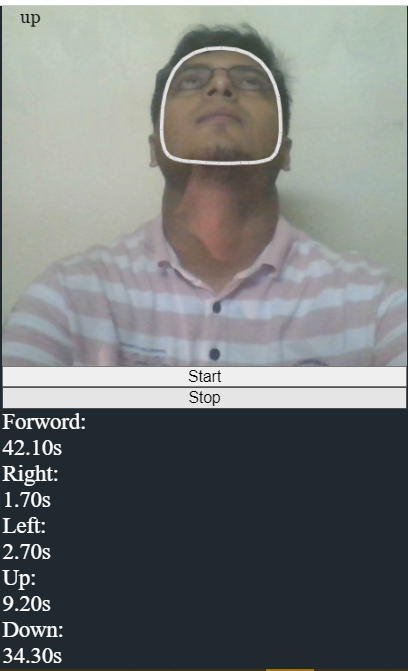 up
Start
Stop
Forword:
42.10s
Right:
1.70s
Left:
2.70s
Up:
9.20s
Down:
34.30s